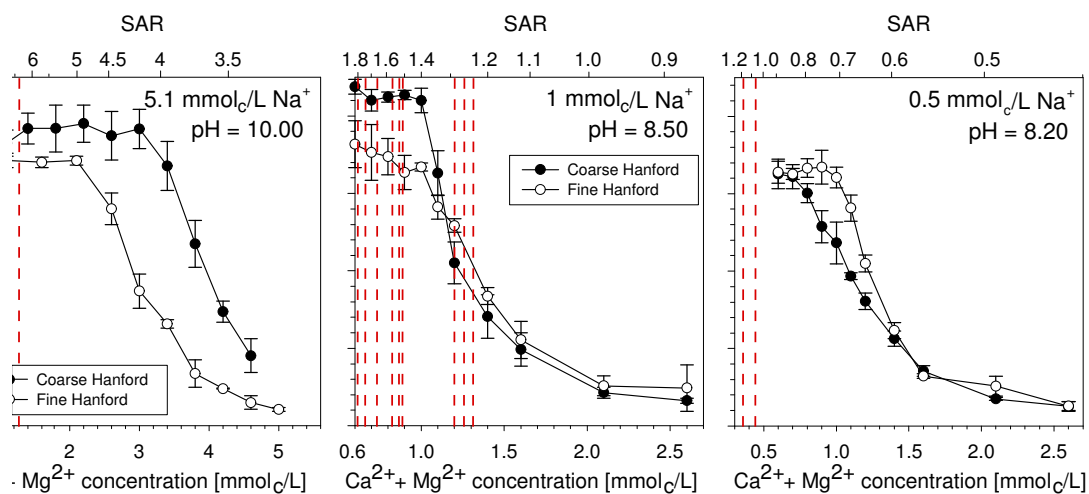 SAR
6 5 4.5 4 3.5
5.1 mmolc/L Na+
pH = 10.00
Coarse Hanford
Fine Hanford
2 3 4 5
- Mg2+ concentration [mmolc/L]
SAR
1.8 1.6 1.4 1.2 1.1 1.0 0.9
1 mmolc/L Na+
pH = 8.50
Coarse Hanford
Fine Hanford
0.6 1.0 1.5 2.0 2.5
Ca2++ Mg2+ concentration [mmolc/L]
SAR
1.2 1.0 0.9 0.8 0.7 0.6 0.5
0.5 mmolc/L Na+
pH = 8.20
0.5 1.0 1.5 2.0 2.5
Ca2++ Mg2+ concentration [mmolc/L]